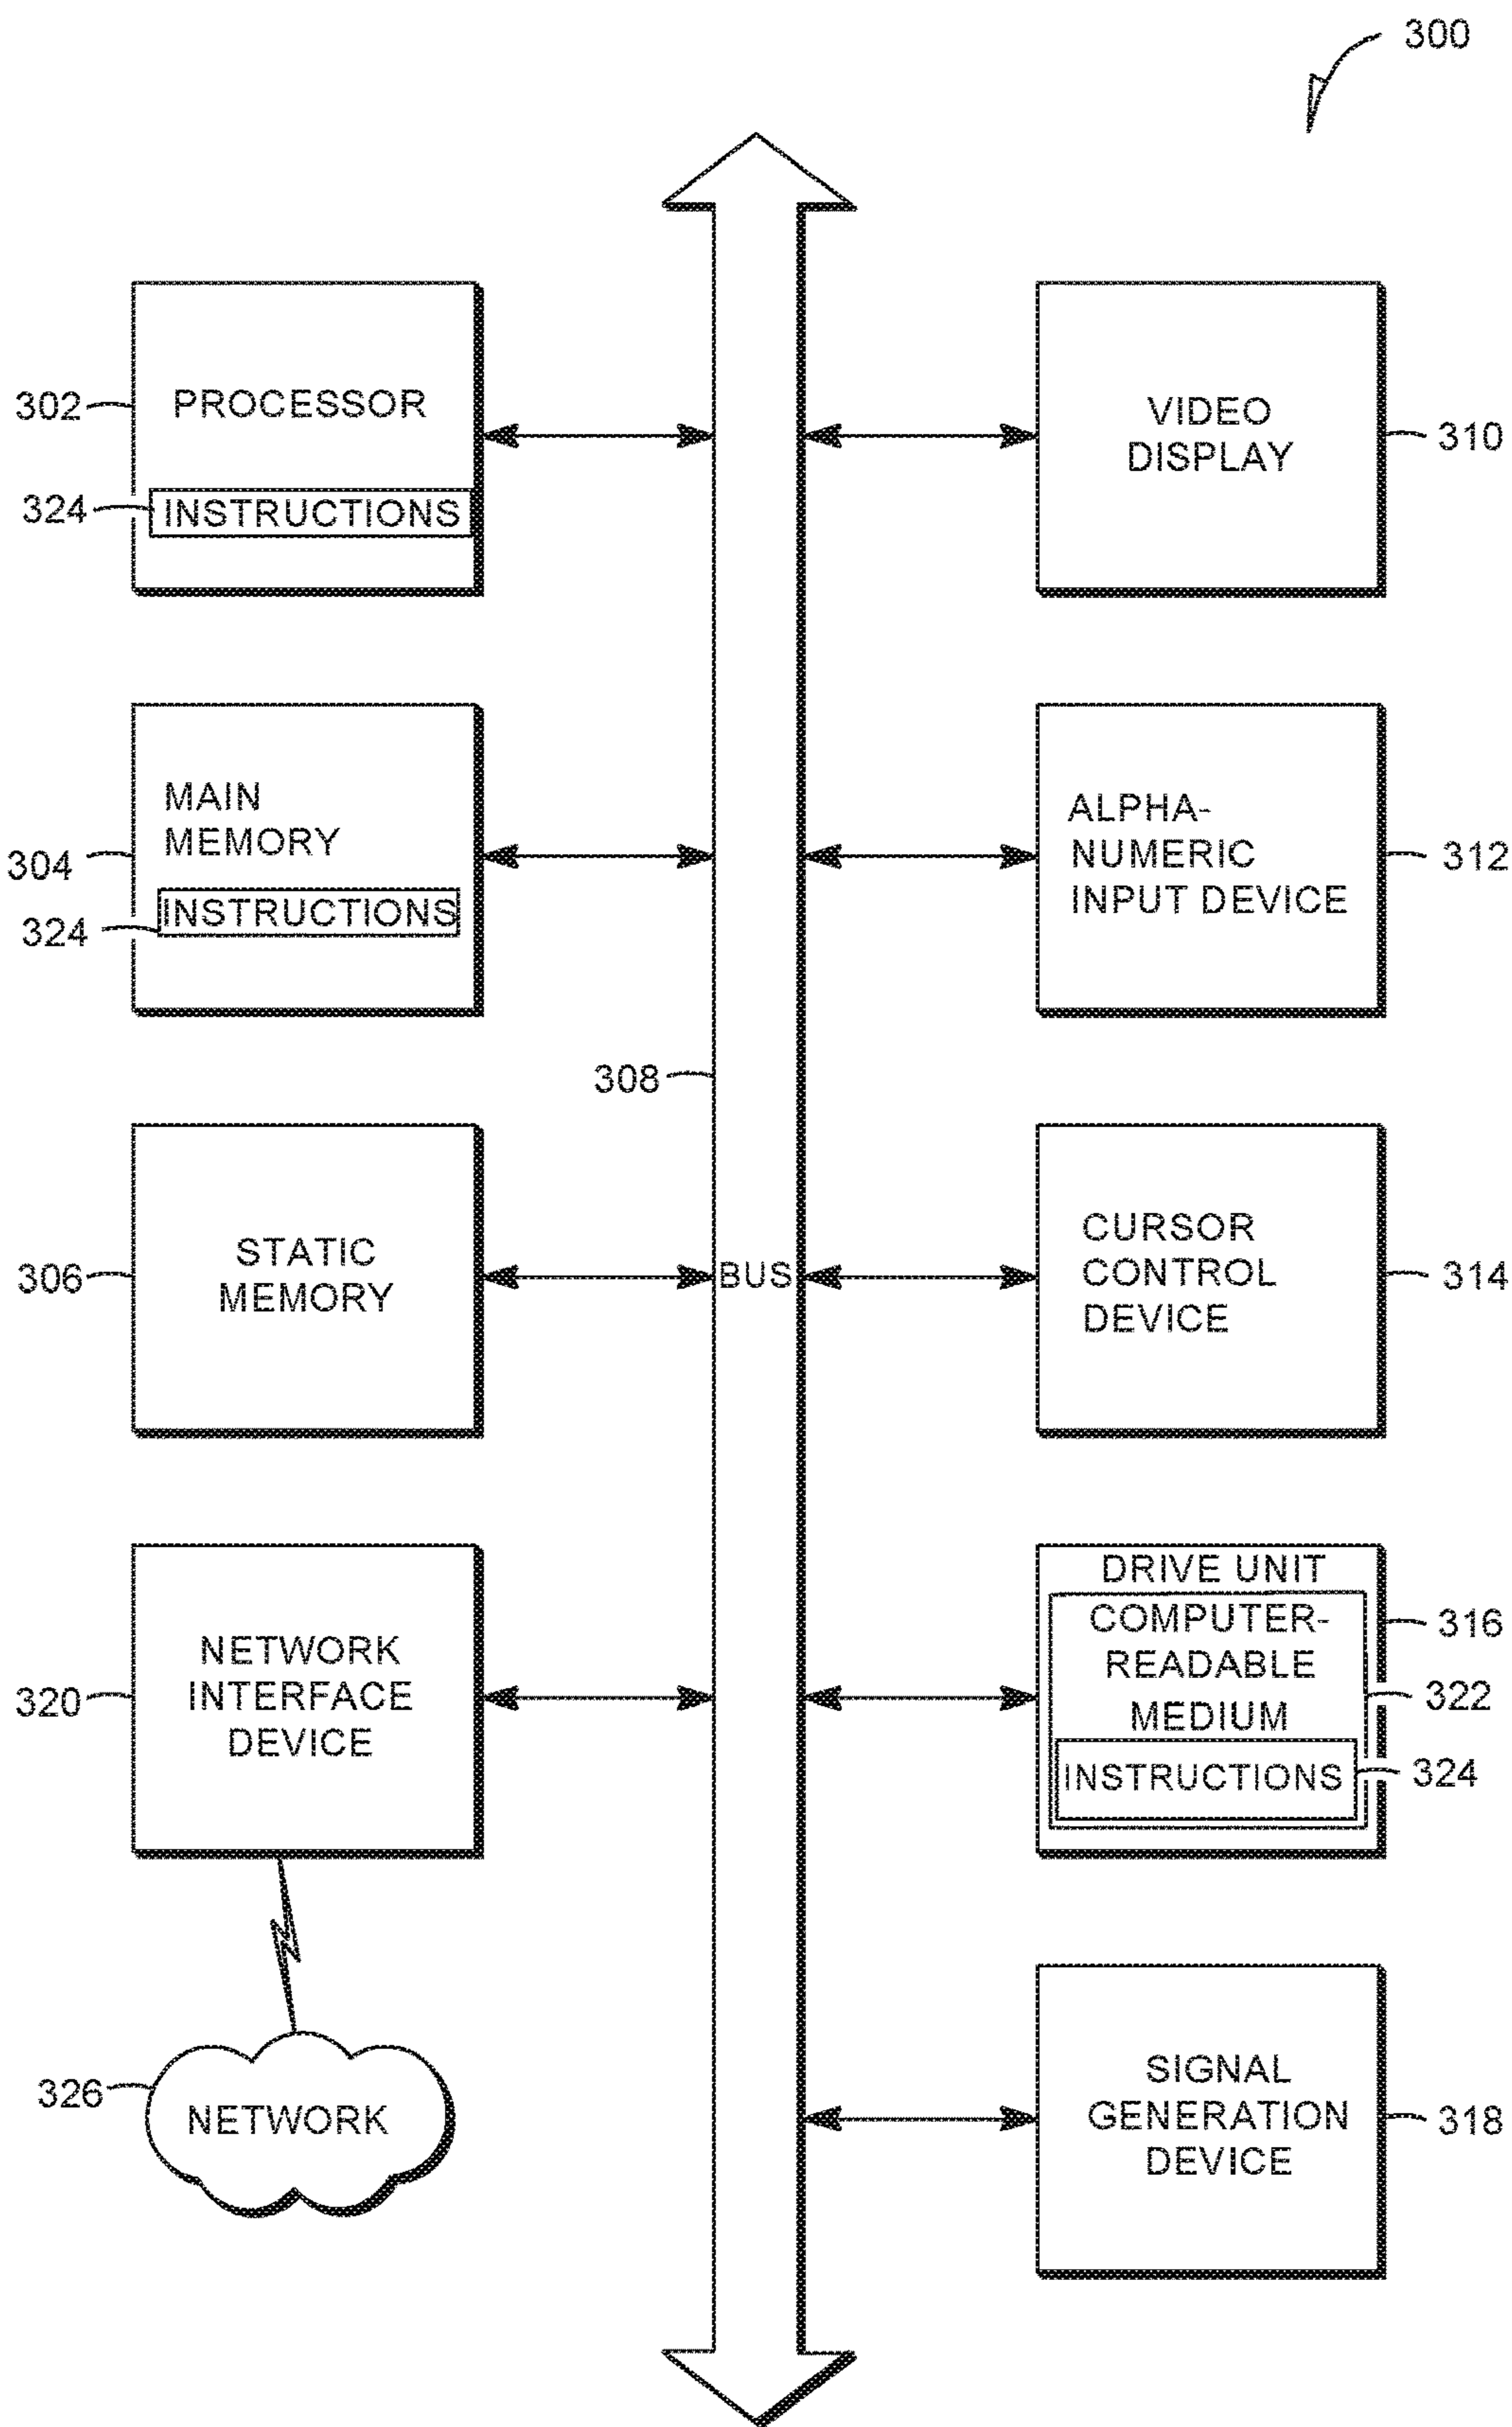 300
302
PROCESSOR
324
INSTRUCTIONS
VIDEO
DISPLAY
310
304
MAIN
MEMORY
324
INSTRUCTIONS
ALPHA-
NUMERIC
INPUT DEVICE
312
308
BUS
306
STATIC
MEMORY
CURSOR
CONTROL
DEVICE
314
320
NETWORK
INTERFACE
DEVICE
DRIVE UNIT
316
COMPUTER-
READABLE
MEDIUM
322
INSTRUCTIONS
324
326
NETWORK
SIGNAL
GENERATION
DEVICE
318